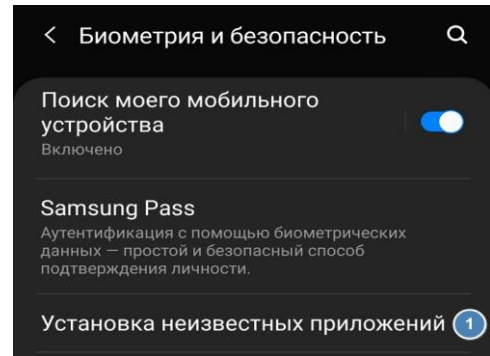 Биометрия и безопасность
Поиск моего мобильного
устройства
Включено
Samsung Pass
Аутентификация с помощью биометрических
данных — простой и безопасный способ
подтверждения личности.
Установка неизвестных приложений 1